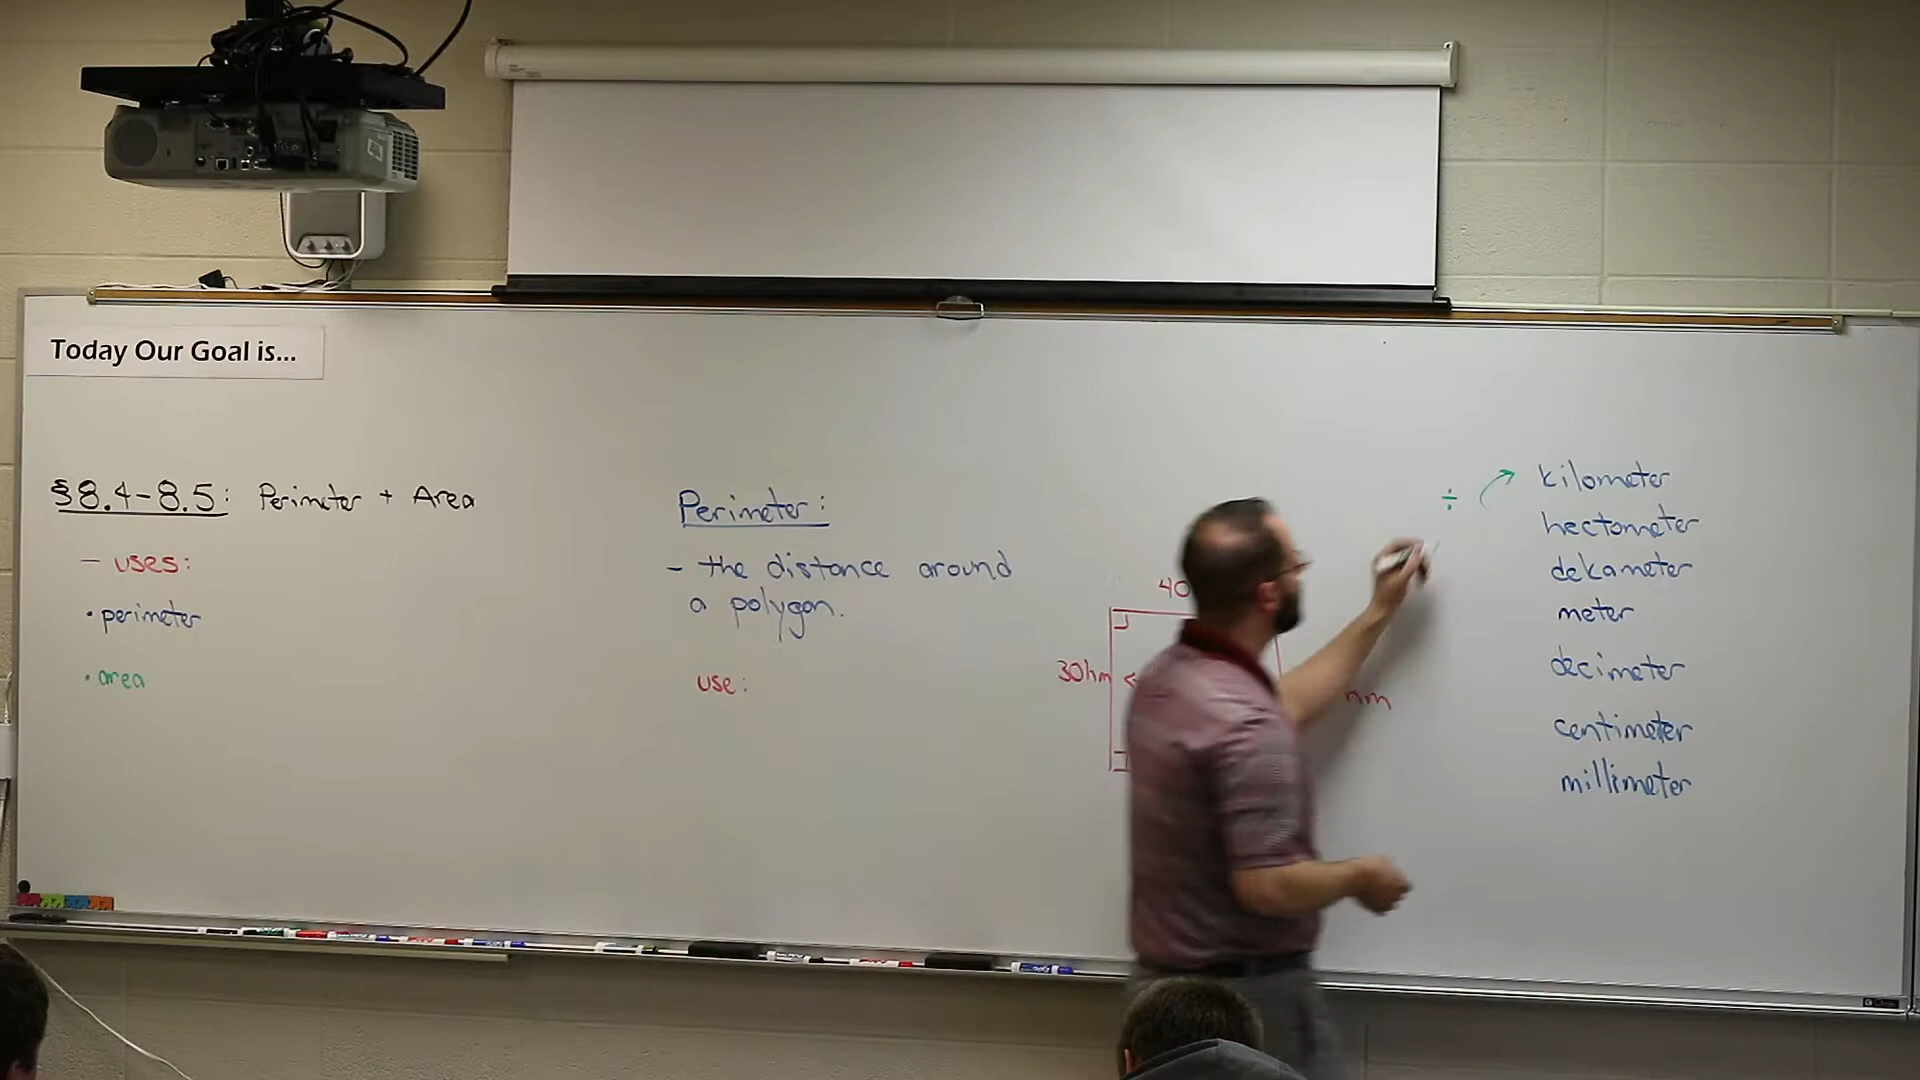 Today Our Goal is...
§8.4-8.5: Perimeter + Area
- uses:
• perimeter
• area
Perimeter:
- the distance around
a polygon.
use:
40
30hm
÷
kilometer
hectometer
dekameter
meter
decimeter
centimeter
millimeter